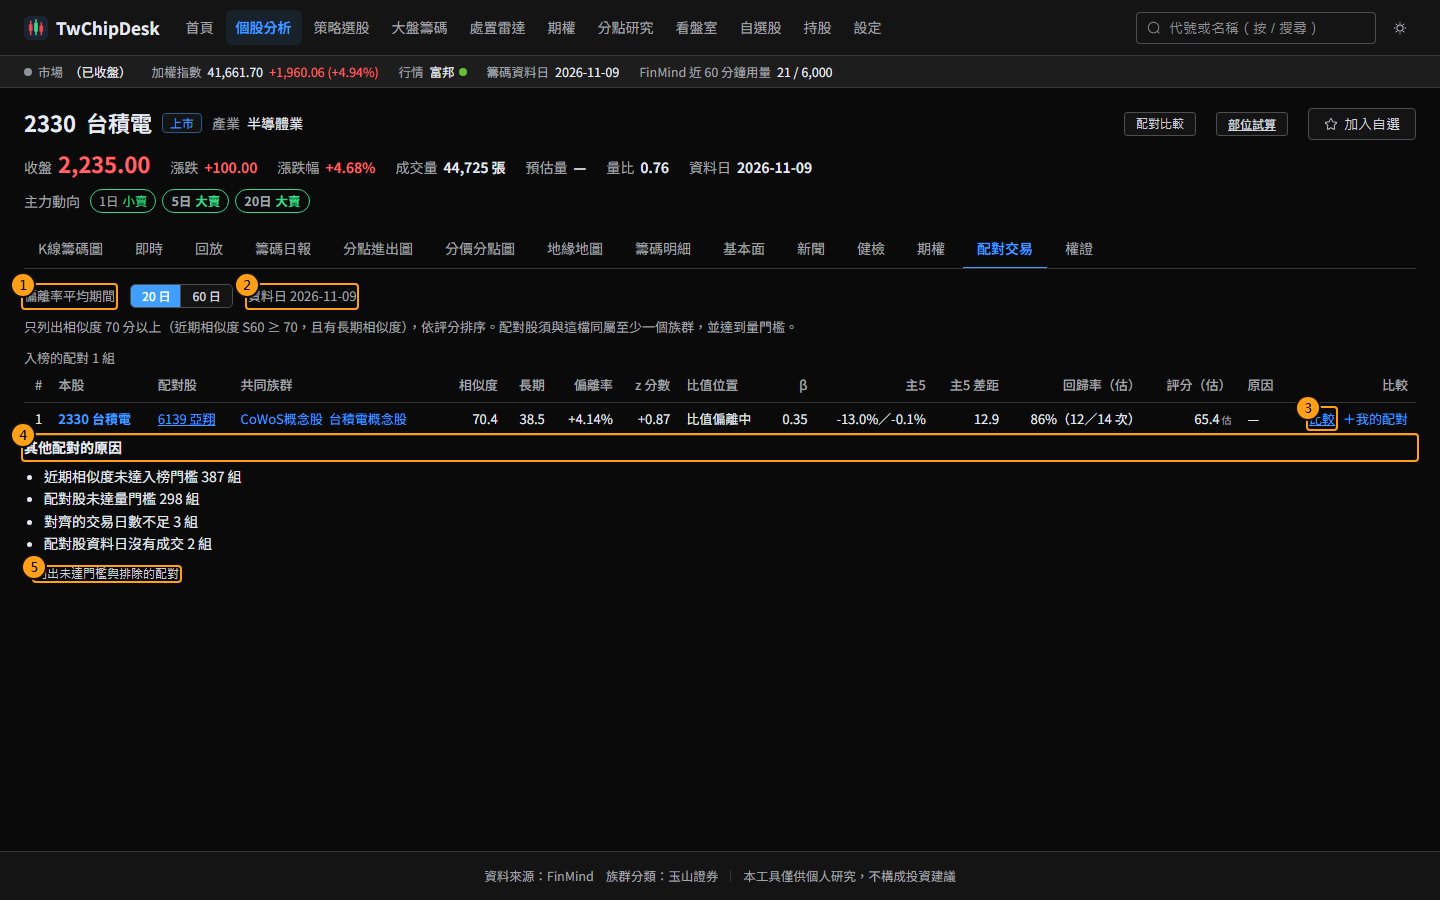 TwChipDesk 首頁 個股分析 策略選股 大盤籌碼 處置雷達 期權 分點研究 看盤室 自選股 持股 設定 代號或名稱（按 / 搜尋）
市場 （已收盤） 加權指數 41,661.70 +1,960.06 (+4.94%) 行情 富邦 籌碼資料日 2026-11-09 FinMind 近 60 分鐘用量 21 / 6,000
2330 台積電 上市 產業 半導體業 配對比較 部位試算 加入自選
收盤 2,235.00 漲跌 +100.00 漲跌幅 +4.68% 成交量 44,725 張 預估量 — 量比 0.76 資料日 2026-11-09
主力動向 1日 小賣 5日 大賣 20日 大賣
K線籌碼圖 即時 回放 籌碼日報 分點進出圖 分價分點圖 地緣地圖 籌碼明細 基本面 新聞 健檢 期權 配對交易 權證
1 偏離率平均期間 20 日 60 日 2 資料日 2026-11-09
只列出相似度 70 分以上（近期相似度 S60 ≥ 70，且有長期相似度），依評分排序。配對股須與這檔同屬至少一個族群，並達到量門檻。
入榜的配對 1 組
# 本股 配對股 共同族群 相似度 長期 偏離率 z 分數 比值位置 β 主5 主5 差距 回歸率（估） 評分（估） 原因 比較
1 2330 台積電 6139 亞翔 CoWoS概念股 台積電概念股 70.4 38.5 +4.14% +0.87 比值偏離中 0.35 -13.0%／-0.1% 12.9 86%（12／14 次） 65.4 估 — 3 比較 ＋我的配對
4 其他配對的原因
近期相似度未達入榜門檻 387 組
配對股未達量門檻 298 組
對齊的交易日數不足 3 組
配對股資料日沒有成交 2 組
5 列出未達門檻與排除的配對
資料來源：FinMind 族群分類：玉山證券 本工具僅供個人研究，不構成投資建議